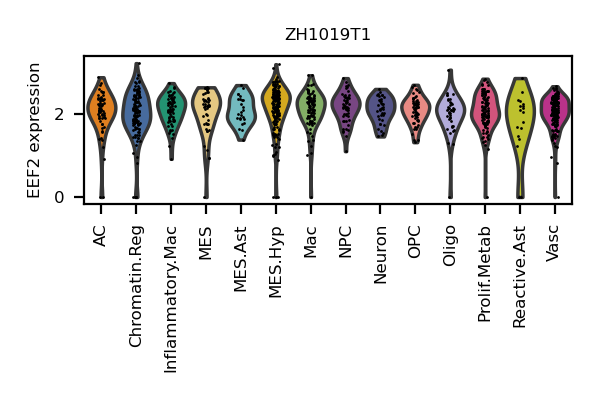 ZH1019T1
EEF2 expression
2
0
AC
Chromatin.Reg
Inflammatory.Mac
MES
MES.Ast
MES.Hyp
Mac
NPC
Neuron
OPC
Oligo
Prolif.Metab
Reactive.Ast
Vasc